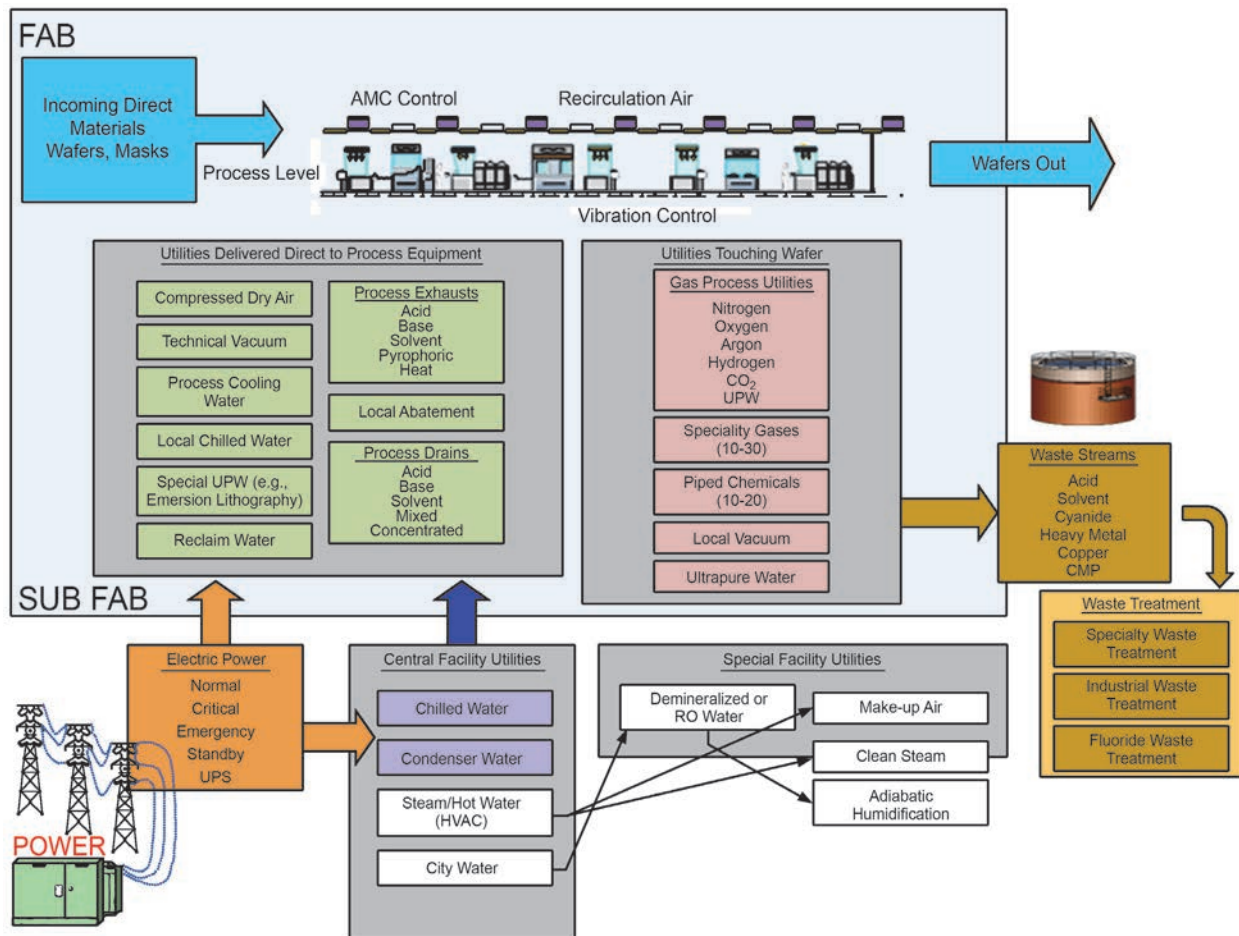 FAB
Incoming Direct
Materials
Wafers, Masks
AMC Control
Recirculation Air
Process Level
Wafers Out
Vibration Control
Utilities Delivered Direct to Process Equipment
Compressed Dry Air
Technical Vacuum
Process Cooling
Water
Local Chilled Water
Special UPW (e.g.,
Emersion Lithography)
Reclaim Water
Process Exhausts
Acid
Base
Solvent
Pyrophoric
Heat
Local Abatement
Process Drains
Acid
Base
Solvent
Mixed
Concentrated
Utilities Touching Wafer
Gas Process Utilities
Nitrogen
Oxygen
Argon
Hydrogen
CO₂
UPW
Speciality Gases
(10-30)
Piped Chemicals
(10-20)
Local Vacuum
Ultrapure Water
Waste Streams
Acid
Solvent
Cyanide
Heavy Metal
Copper
CMP
SUB FAB
Waste Treatment
Specialty Waste
Treatment
Industrial Waste
Treatment
Fluoride Waste
Treatment
Electric Power
Normal
Critical
Emergency
Standby
UPS
POWER
Central Facility Utilities
Chilled Water
Condenser Water
Steam/Hot Water
(HVAC)
City Water
Special Facility Utilities
Demineralized or
RO Water
Make-up Air
Clean Steam
Adiabatic
Humidification